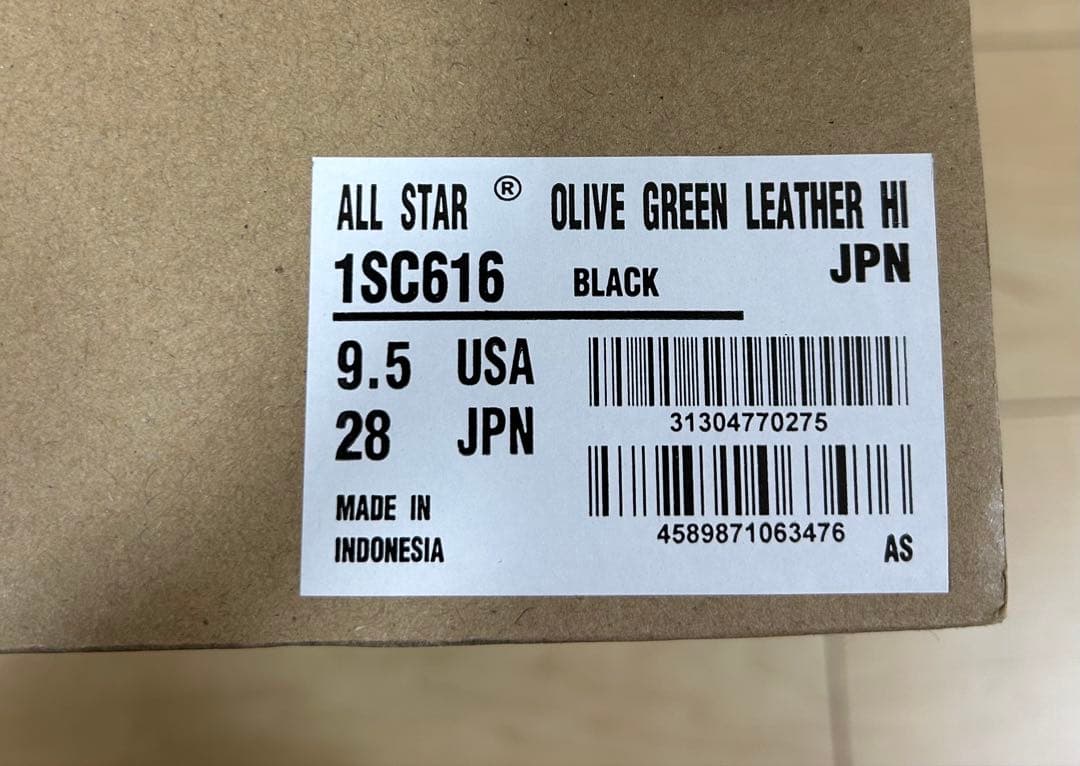 ALL STAR ® OLIVE GREEN LEATHER HI
1SC616 BLACK JPN
9.5 USA
28 JPN
31304770275
4589871063476
MADE IN
INDONESIA
AS